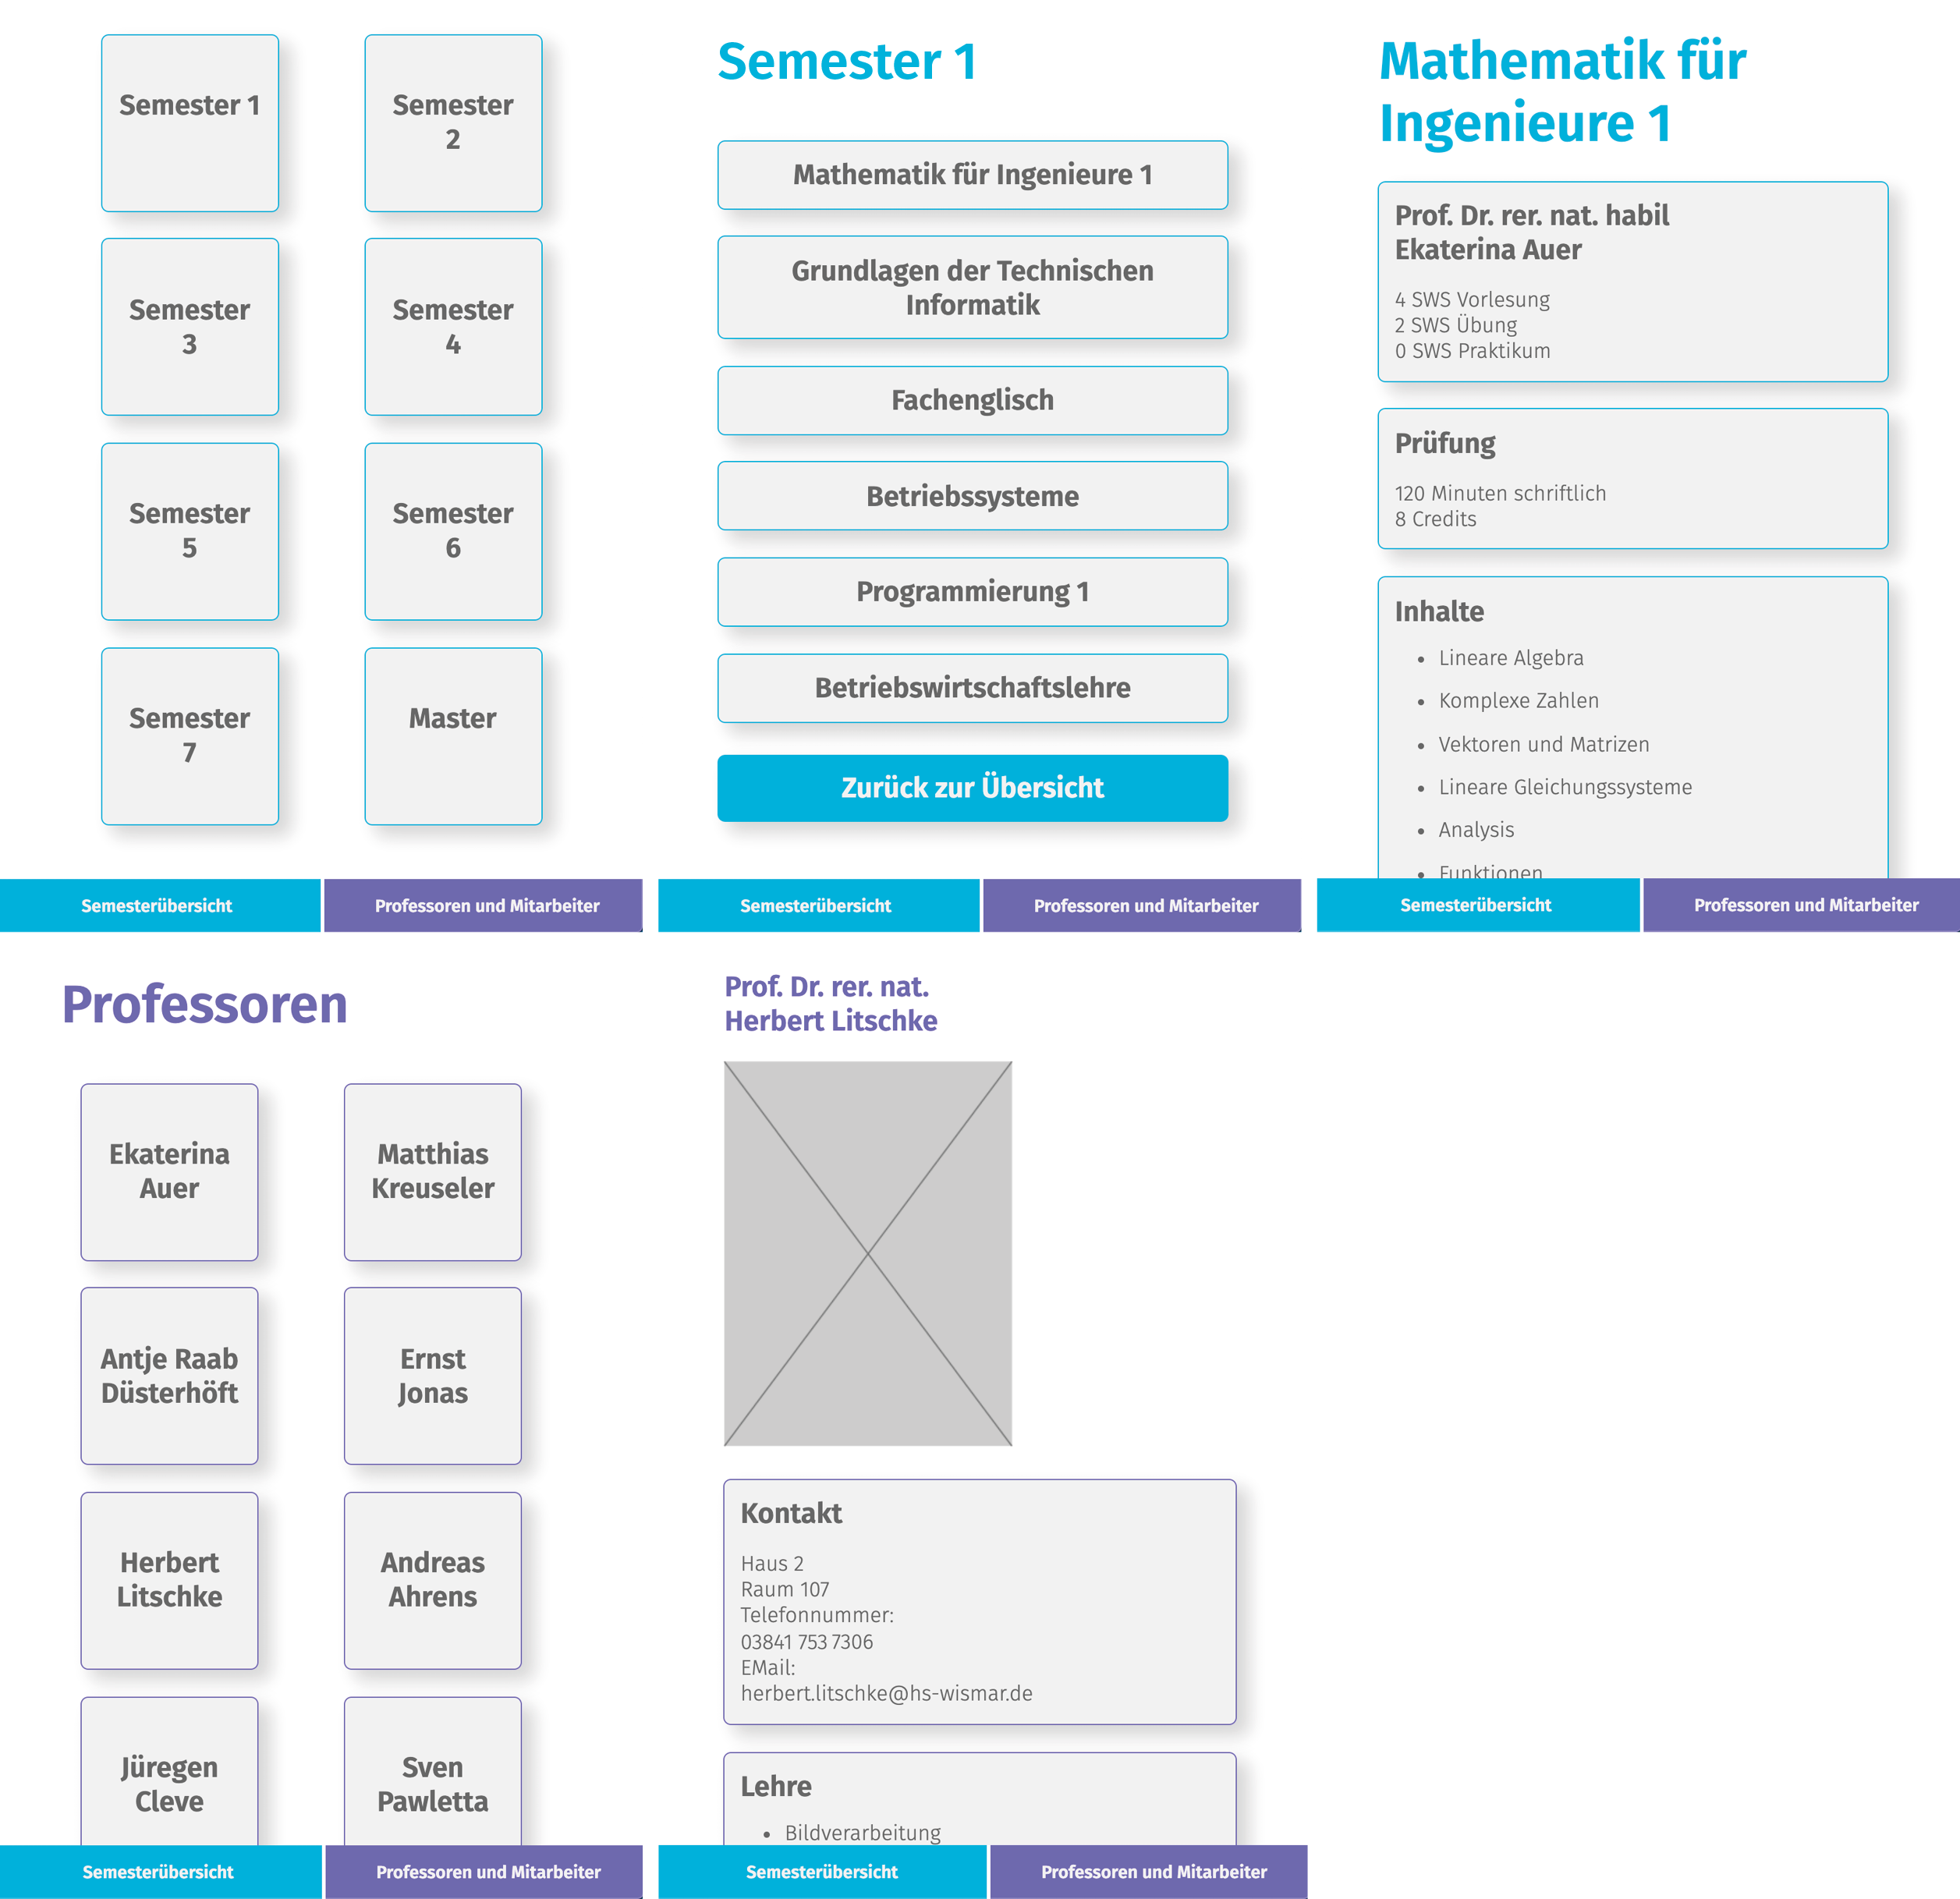 Semester 1
Semester
2
Semester
3
Semester
4
Semester
5
Semester
6
Semester
7
Master
Semesterübersicht
Professoren und Mitarbeiter
Semester 1
Mathematik für Ingenieure 1
Grundlagen der Technischen
Informatik
Fachenglisch
Betriebssysteme
Programmierung 1
Betriebswirtschaftslehre
Zurück zur Übersicht
Semesterübersicht
Professoren und Mitarbeiter
Mathematik für
Ingenieure 1
Prof. Dr. rer. nat. habil
Ekaterina Auer
4 SWS Vorlesung
2 SWS Übung
0 SWS Praktikum
Prüfung
120 Minuten schriftlich
8 Credits
Inhalte
• Lineare Algebra
• Komplexe Zahlen
• Vektoren und Matrizen
• Lineare Gleichungssysteme
• Analysis
• Funktionen
Semesterübersicht
Professoren und Mitarbeiter
Professoren
Ekaterina
Auer
Matthias
Kreuseler
Antje Raab
Düsterhöft
Ernst
Jonas
Herbert
Litschke
Andreas
Ahrens
Jüregen
Cleve
Sven
Pawletta
Semesterübersicht
Professoren und Mitarbeiter
Prof. Dr. rer. nat.
Herbert Litschke
Kontakt
Haus 2
Raum 107
Telefonnummer:
03841 753 7306
EMail:
herbert.litschke@hs-wismar.de
Lehre
• Bildverarbeitung
Semesterübersicht
Professoren und Mitarbeiter